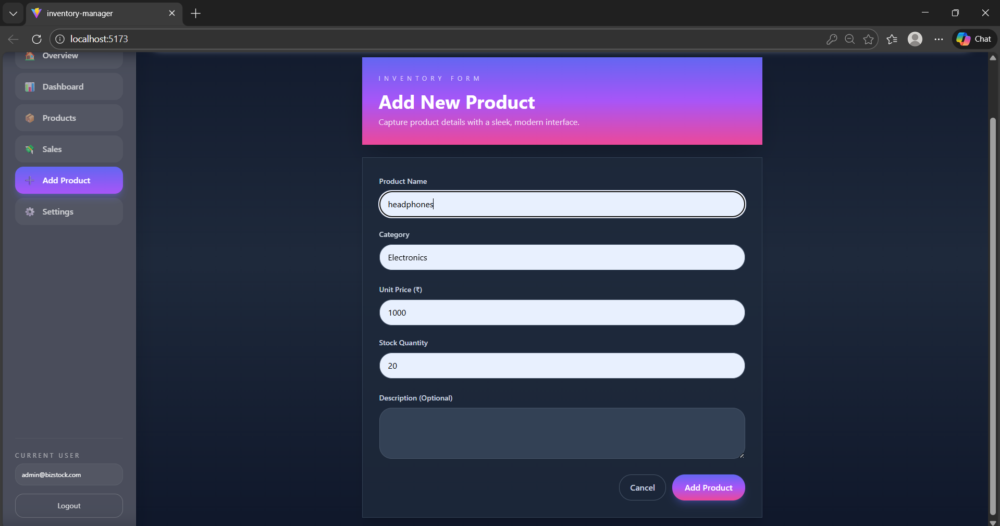 inventory-manager
localhost:5173
Chat
Overview
Dashboard
Products
Sales
Add Product
Settings
CURRENT USER
admin@bizstock.com
Logout
INVENTORY FORM
Add New Product
Capture product details with a sleek, modern interface.
Product Name
headphones
Category
Electronics
Unit Price (₹)
1000
Stock Quantity
20
Description (Optional)
Cancel
Add Product